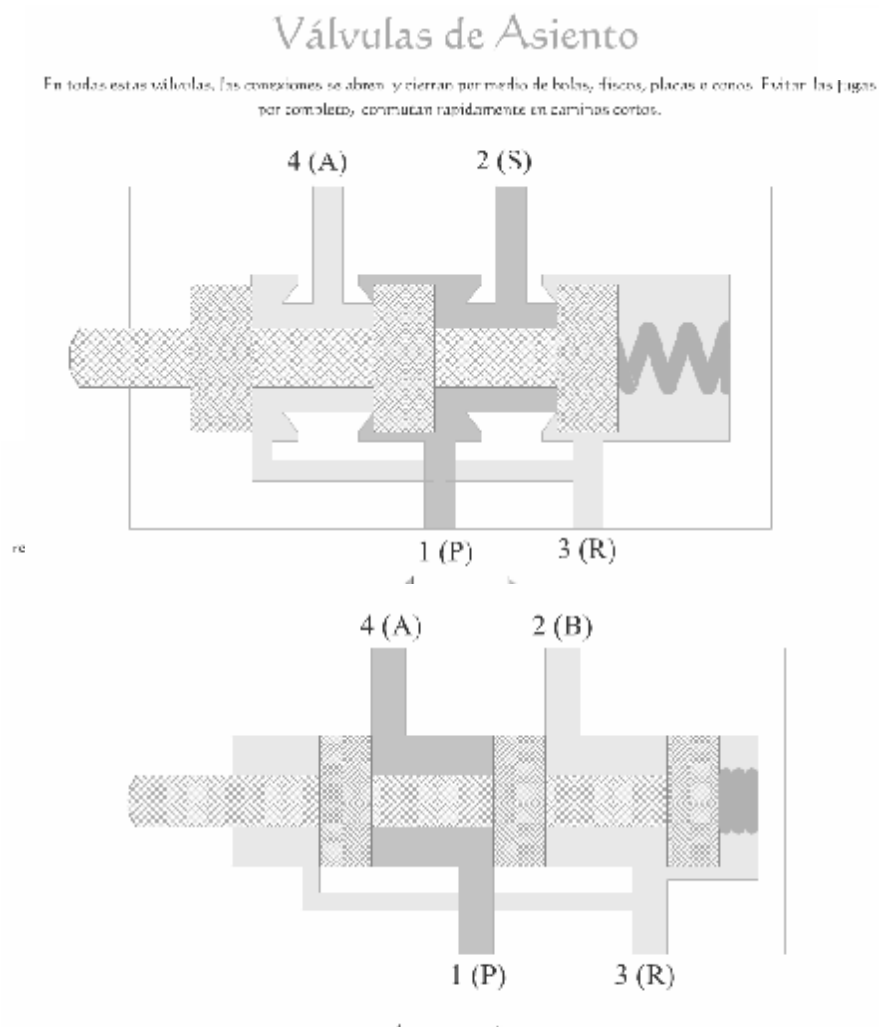 Válvulas de Asiento
En todas estas válvulas, las conexiones se abren y cierran por medio de bolas, discos, placas o conos. Evitan las fugas
por completo, conmutan rapidamente en caminos cortos.
4 (A) 2 (S)
re
1 (P) 3 (R)
4 (A) 2 (B)
1 (P) 3 (R)